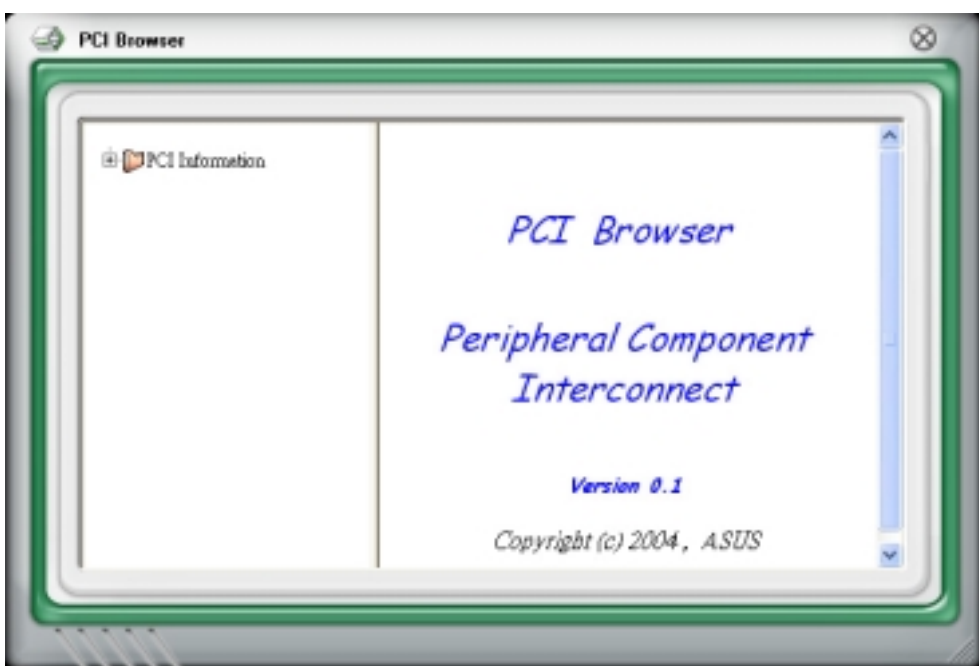 PCI Browser
PCI Information
PCI Browser
Peripheral Component
Interconnect
Version 0.1
Copyright (c) 2004, ASUS